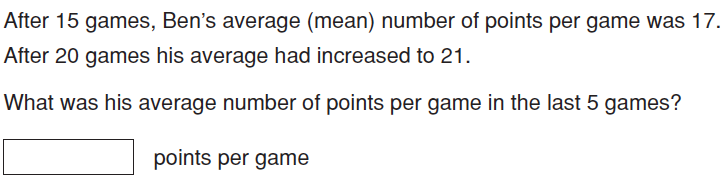 After 15 games, Ben’s average (mean) number of points per game was 17.
After 20 games his average had increased to 21.
What was his average number of points per game in the last 5 games?
points per game